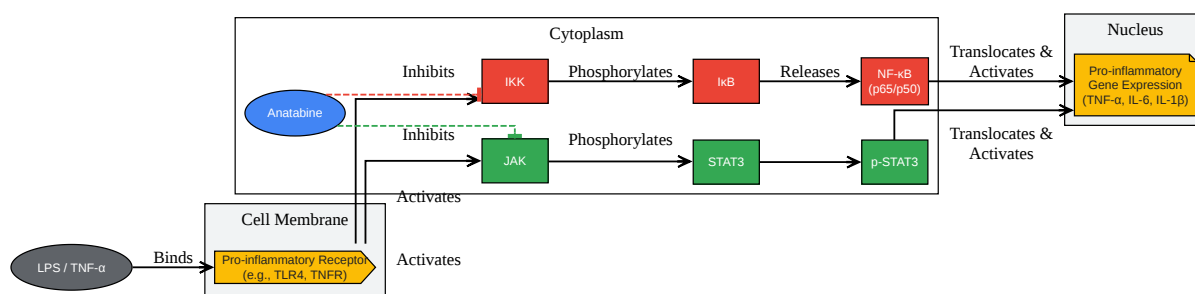 Cytoplasm
Nucleus
Inhibits
IKK
Phosphorylates
IκB
Releases
NF-κB
(p65/p50)
Translocates &
Activates
Pro-inflammatory
Gene Expression
(TNF-α, IL-6, IL-1β)
Anatabine
Inhibits
JAK
Phosphorylates
STAT3
p-STAT3
Translocates &
Activates
Activates
Cell Membrane
LPS / TNF-α
Binds
Pro-inflammatory Receptor
(e.g., TLR4, TNFR)
Activates